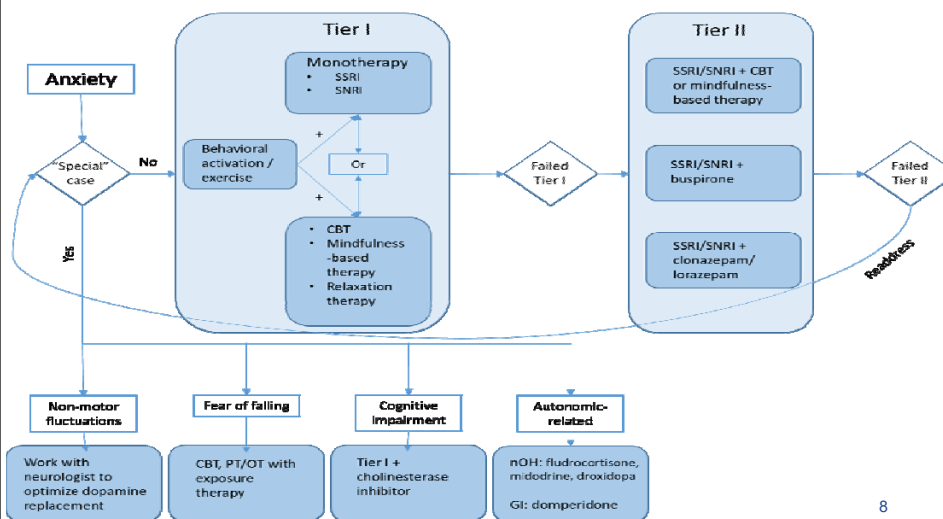 Anxiety
"Special"
case
No
Yes
Tier I
Monotherapy
• SSRI
• SNRI
Behavioral
activation /
exercise
+
Or
+
• CBT
• Mindfulness
-based
therapy
• Relaxation
therapy
Failed
Tier I
Tier II
SSRI/SNRI + CBT
or mindfulness-
based therapy
SSRI/SNRI +
buspirone
SSRI/SNRI +
clonazepam/
lorazepam
Failed
Tier II
Readdress
Non-motor
fluctuations
Work with
neurologist to
optimize dopamine
replacement
Fear of falling
CBT, PT/OT with
exposure
therapy
Cognitive
impairment
Tier I +
cholinesterase
inhibitor
Autonomic-
related
nOH: fludrocortisone,
midodrine, droxidopa
GI: domperidone
8